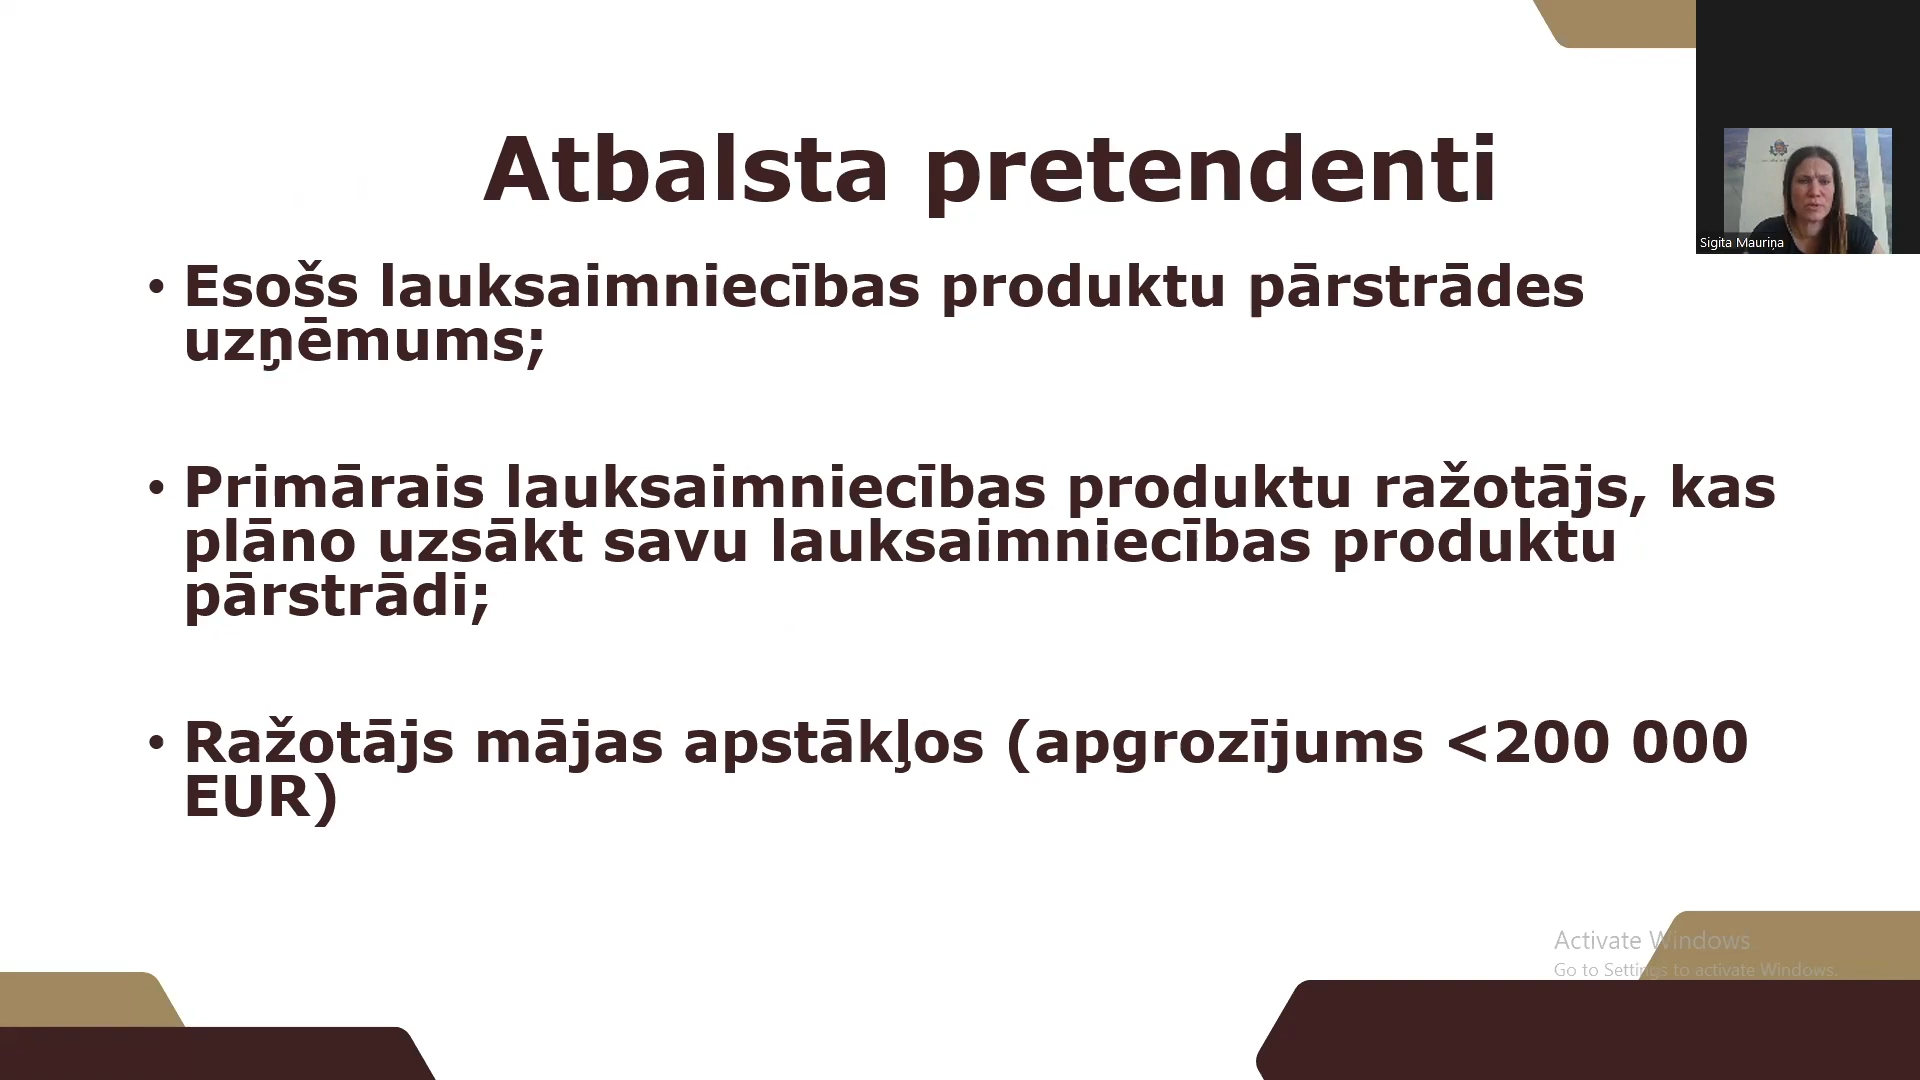 Atbalsta pretendenti
• Esošs lauksaimniecības produktu pārstrādes
uzņēmums;
• Primārais lauksaimniecības produktu ražotājs, kas
plāno uzsākt savu lauksaimniecības produktu
pārstrādi;
• Ražotājs mājas apstākļos (apgrozījums <200 000
EUR)
Sigita Mauriņa
Activate Windows
Go to Settings to activate Windows.